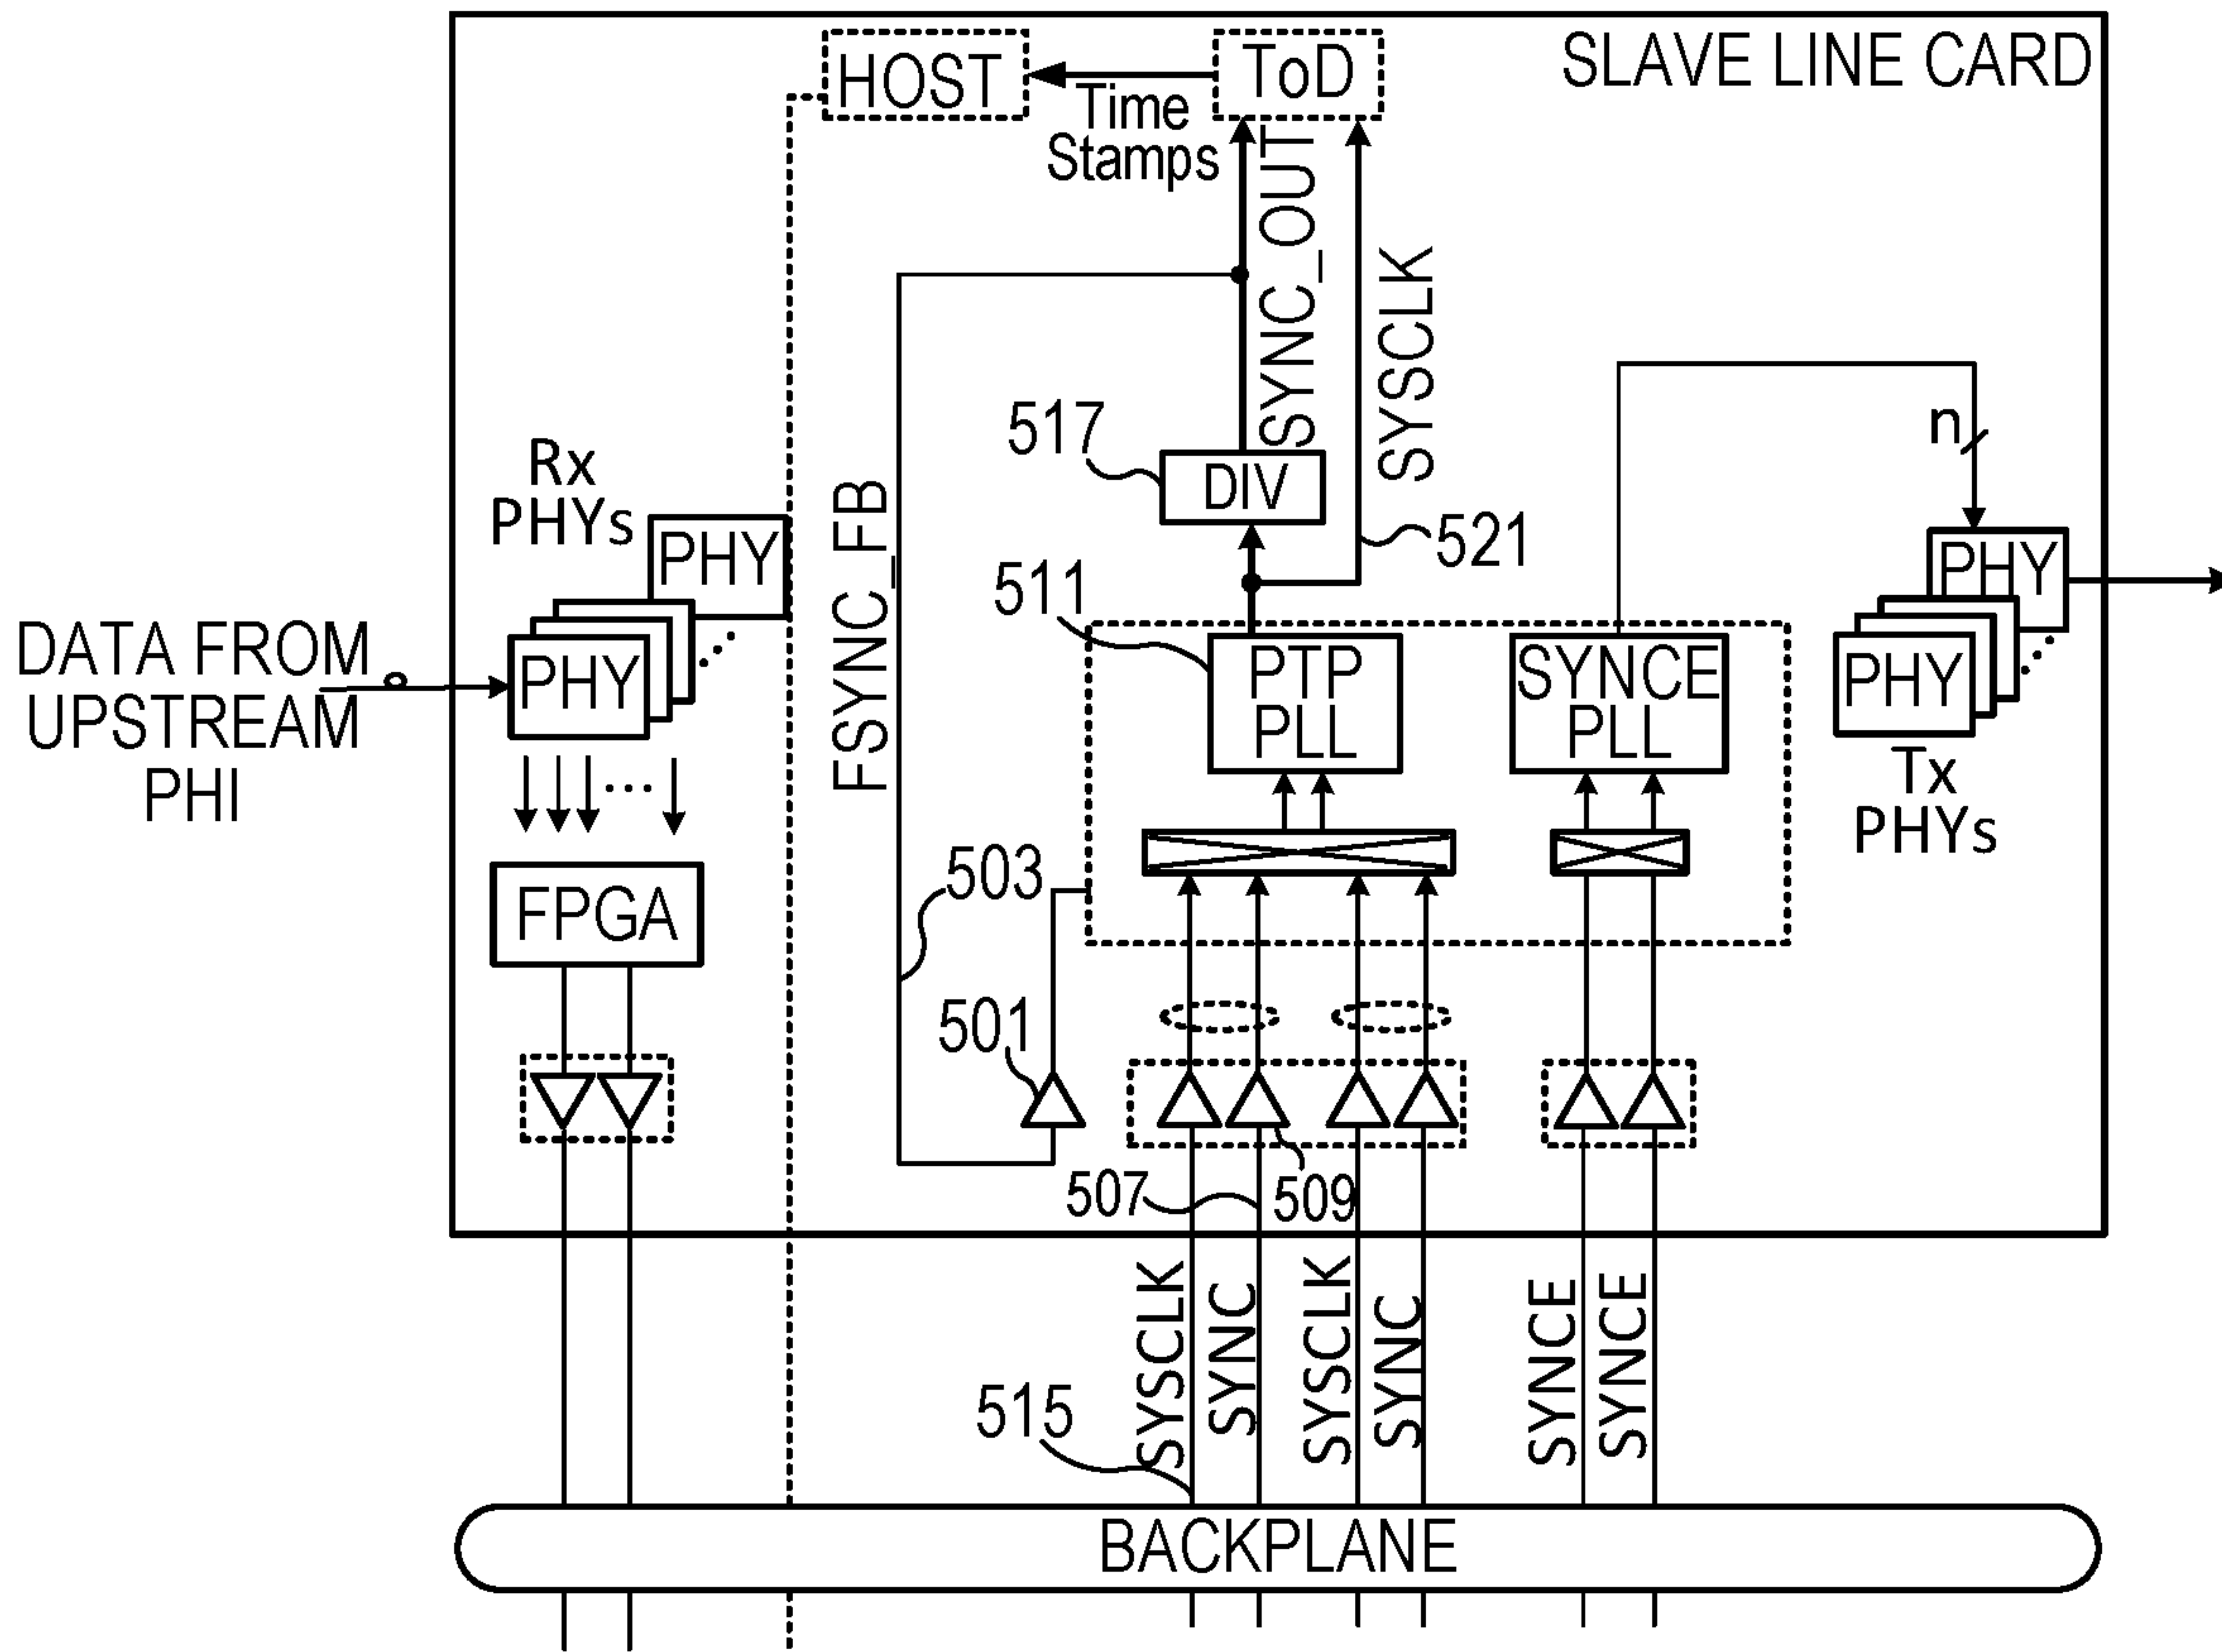 SLAVE LINE CARD
HOST
ToD
Time
Stamps
SYNC_OUT
SYSCLK
FSYNC_FB
517
DIV
521
n
Rx
PHYs
PHY
PHY
DATA FROM
UPSTREAM
PHI
511
PTP
PLL
SYNCE
PLL
PHY
PHY
Tx
PHYs
503
FPGA
501
507
509
SYSCLK
SYNC
SYSCLK
SYNC
SYNCE
SYNCE
515
BACKPLANE